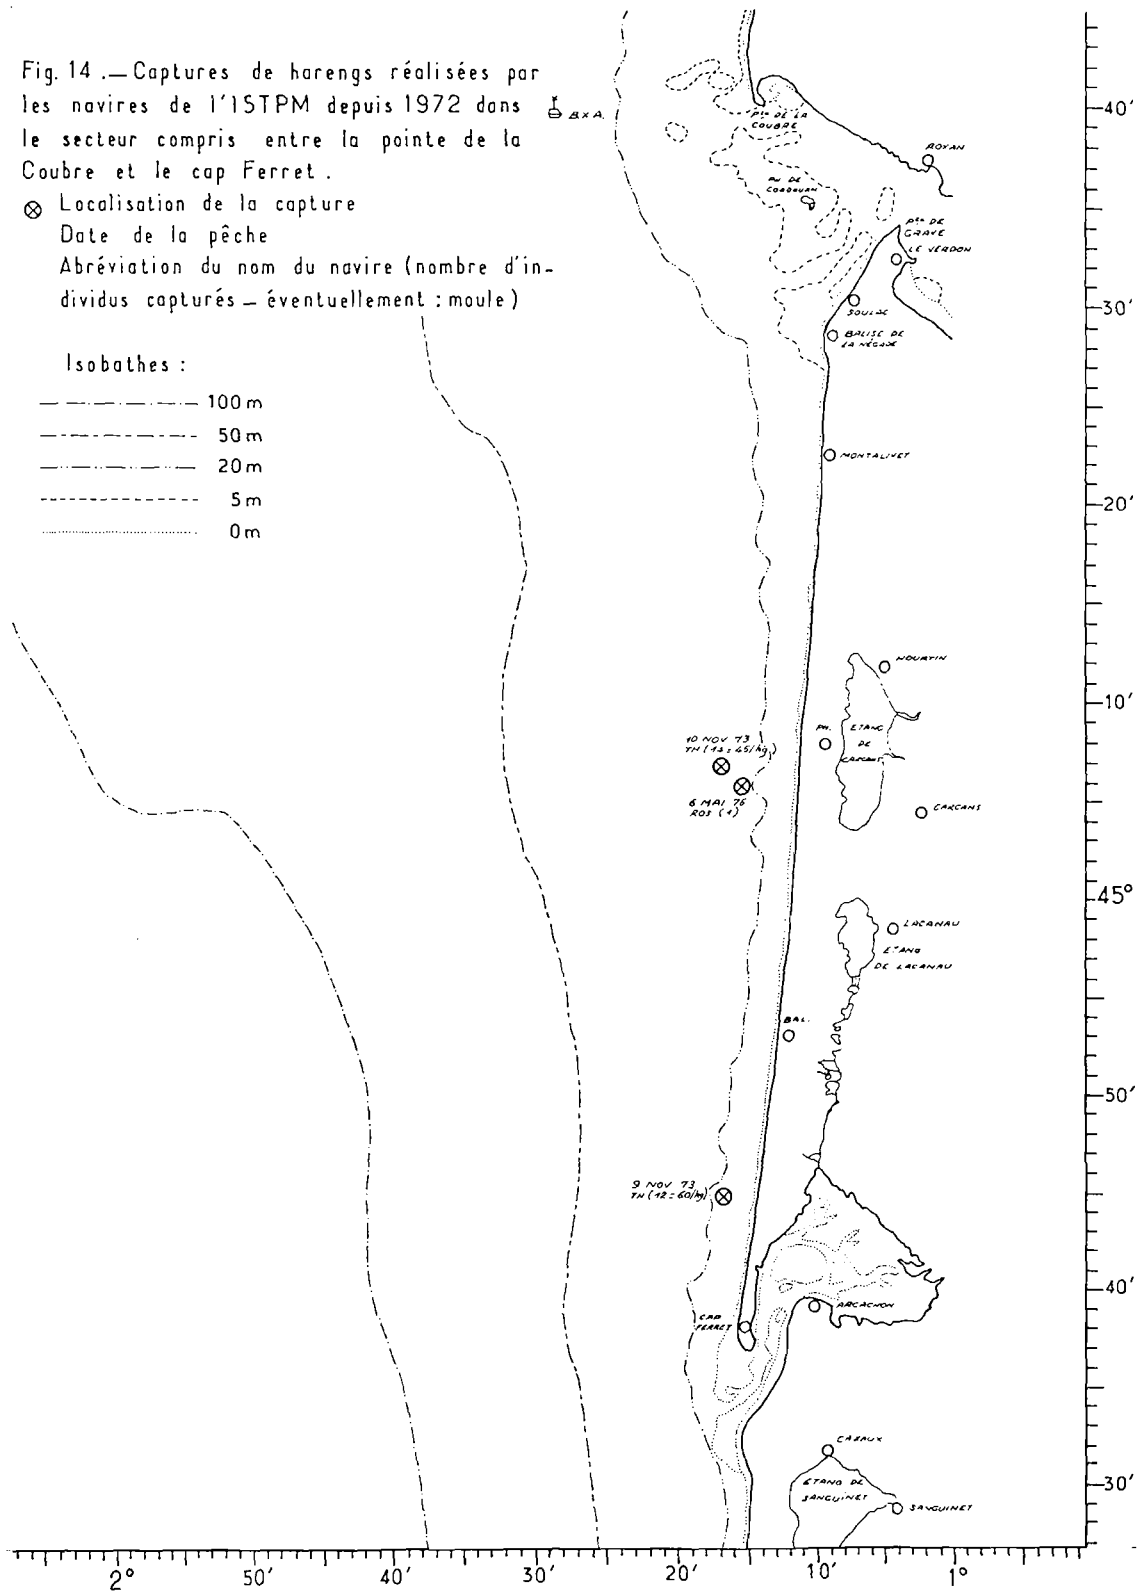 Fig. 14 .— Captures de harengs réalisées par
les navires de l'ISTPM depuis 1972 dans
le secteur compris entre la pointe de la
Coubre et le cap Ferret .
Localisation de la capture
Date de la pêche
Abréviation du nom du navire (nombre d'in-
dividus capturés — éventuellement : moule)
Isobathes :
100 m
50 m
20 m
5 m
0 m
B x A.
Pte DE LA
COUBRE
ROYAN
PH. DE
CORDOUAN
Pte DE
GRAVE
LE VERDON
SOULAC
BALISE DE
LA NÉGADE
MONTALIVET
HOURTIN
PH.
ETANG
DE
CARCANS
CARCANS
10 NOV 73
TH (14 = 45/kg)
6 MAI 76
ROS (1)
LACANAU
ETANG
DE LACANAU
BAL.
9 NOV 73
TH (12 = 60/kg)
CAP
FERRET
ARCACHON
CAZAUX
ETANG DE
SANGUINET
SANGUINET
40'
30'
20'
10'
45°
50'
40'
30'
2°
50'
40'
30'
20'
10'
1°